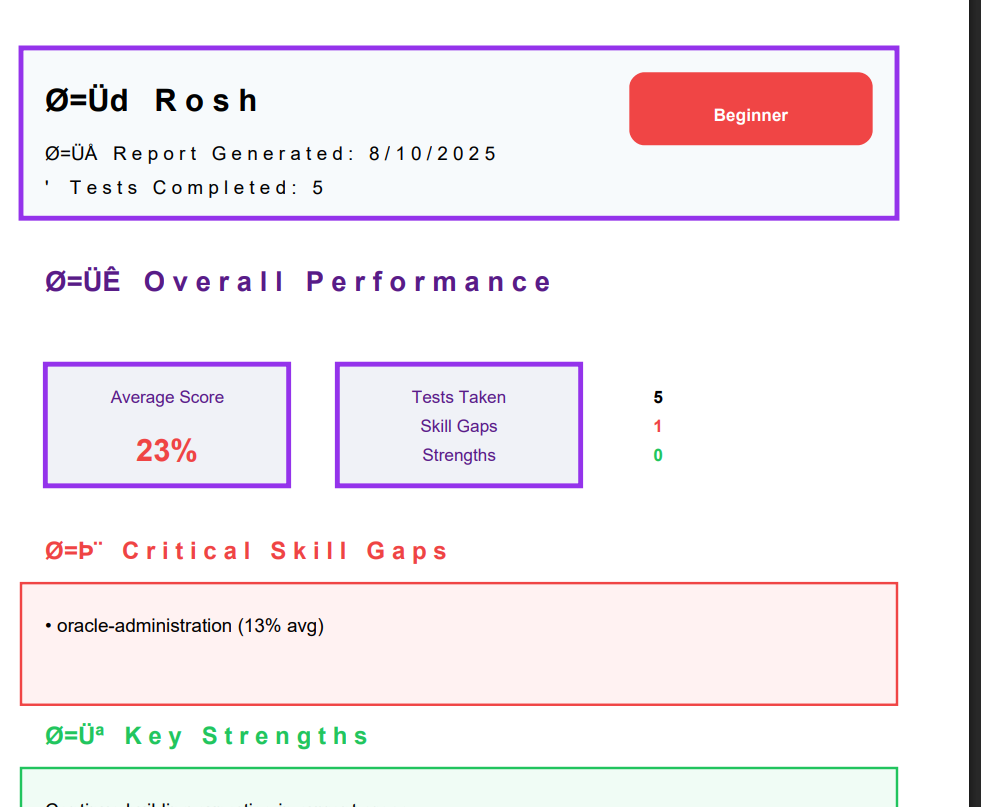 Ø=Üd Rosh
Beginner
Ø=ÜÅ Report Generated: 8/10/2025
' Tests Completed: 5
Ø=ÜÊ Overall Performance
Average Score
23%
Tests Taken 5
Skill Gaps 1
Strengths 0
Ø=Þ¨ Critical Skill Gaps
• oracle-administration (13% avg)
Ø=Üª Key Strengths